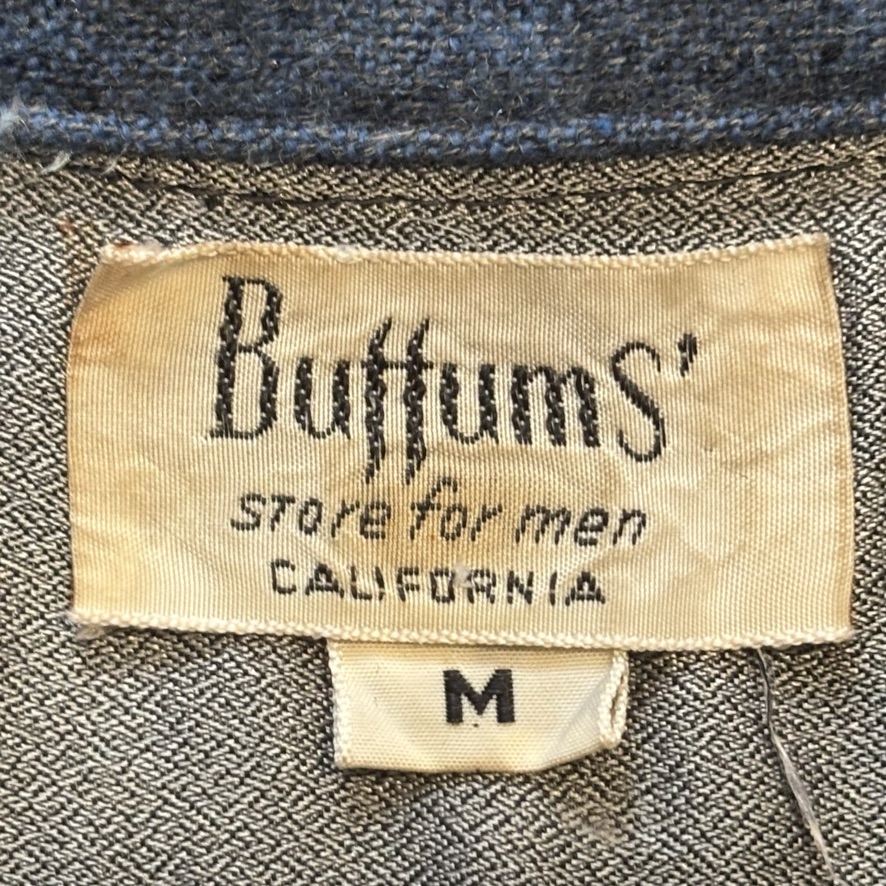 Buffums'
store for men
CALIFORNIA
M